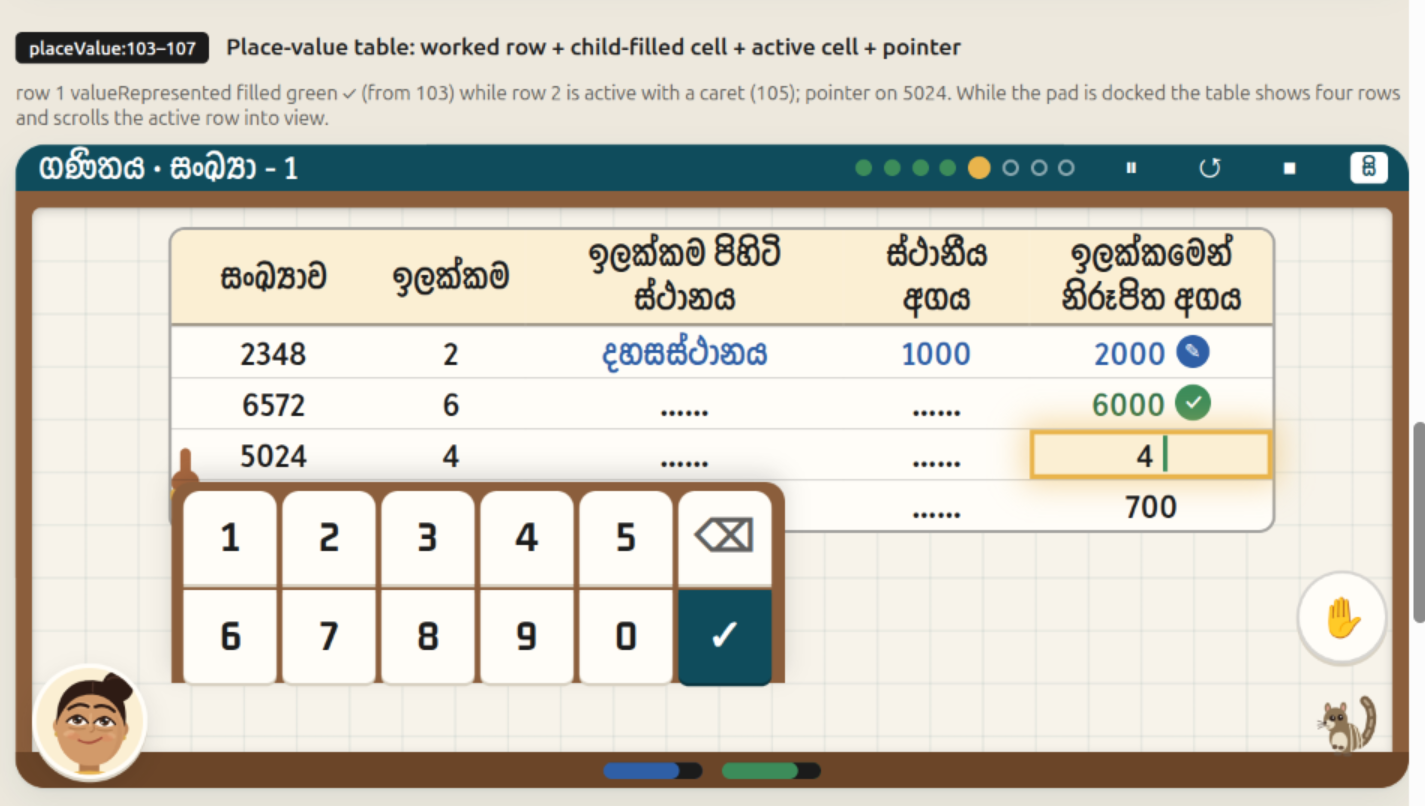 placeValue:103–107 Place-value table: worked row + child-filled cell + active cell + pointer
row 1 valueRepresented filled green ✓ (from 103) while row 2 is active with a caret (105); pointer on 5024. While the pad is docked the table shows four rows
and scrolls the active row into view.
ගණිතය · සංඛ්‍යා - 1 සි
සංඛ්‍යාව ඉලක්කම ඉලක්කම පිහිටි ස්ථානය ස්ථානීය අගය ඉලක්කමෙන් නිරූපිත අගය
2348 2 දහසස්ථානය 1000 2000
6572 6 ...... ...... 6000 ✓
5024 4 ...... ...... 4
...... 700
1 2 3 4 5 ⌫
6 7 8 9 0 ✓